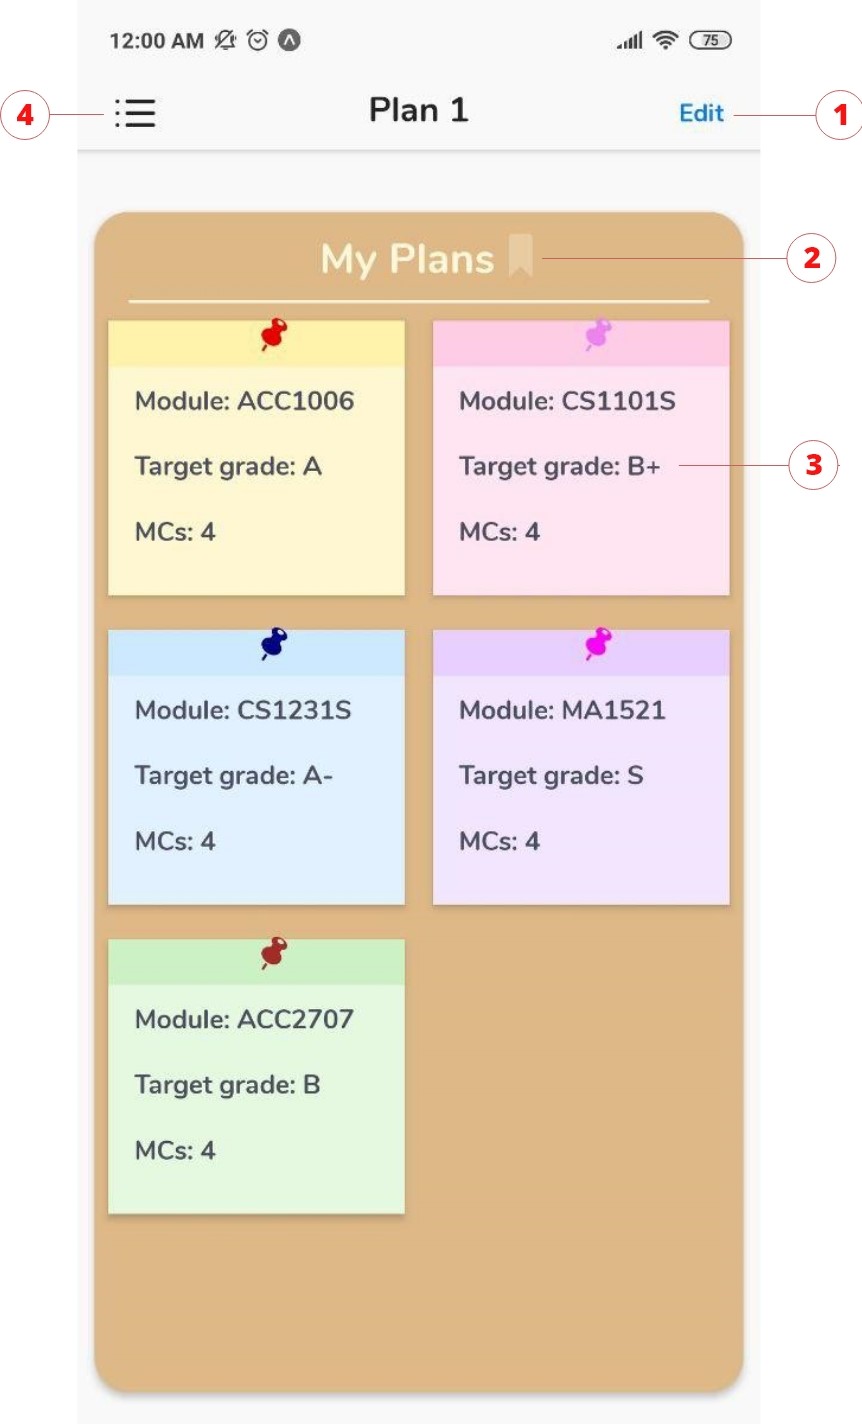 12:00 AM 75
4 Plan 1 Edit 1
My Plans 2
Module: ACC1006
Target grade: A
MCs: 4
Module: CS1101S
Target grade: B+ 3
MCs: 4
Module: CS1231S
Target grade: A-
MCs: 4
Module: MA1521
Target grade: S
MCs: 4
Module: ACC2707
Target grade: B
MCs: 4